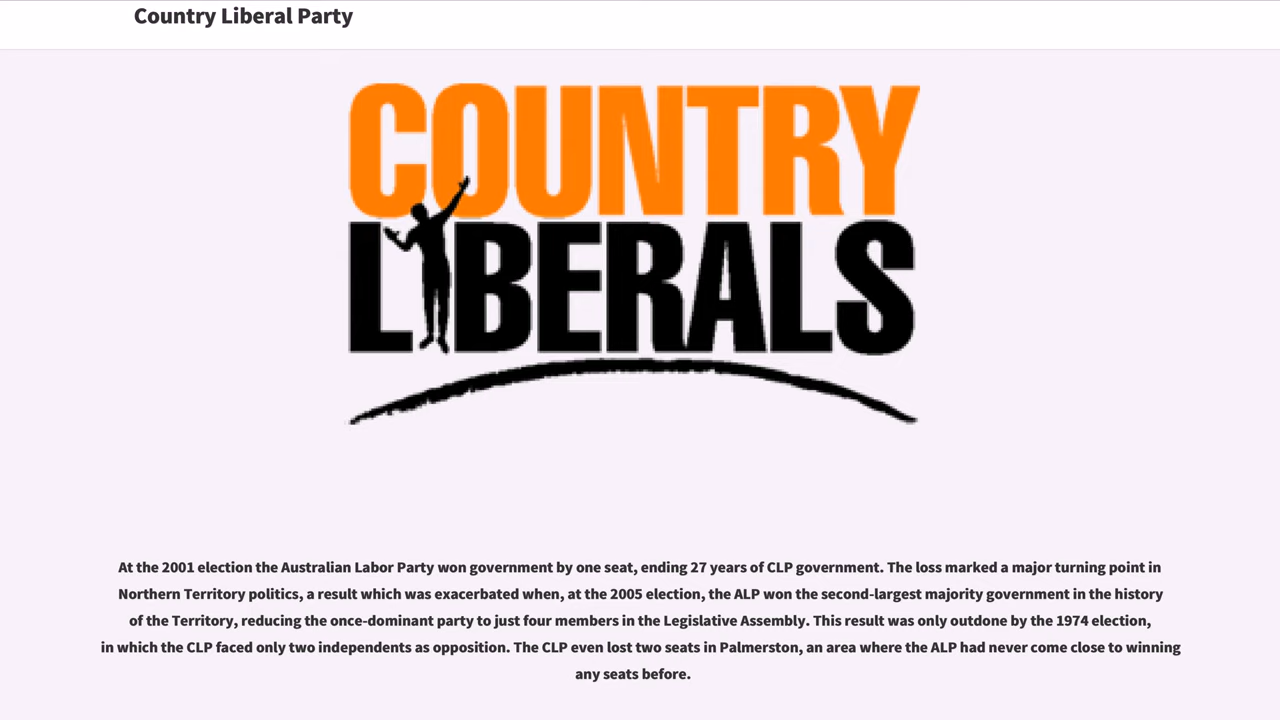 Country Liberal Party
COUNTRY
LIBERALS
At the 2001 election the Australian Labor Party won government by one seat, ending 27 years of CLP government. The loss marked a major turning point in
Northern Territory politics, a result which was exacerbated when, at the 2005 election, the ALP won the second-largest majority government in the history
of the Territory, reducing the once-dominant party to just four members in the Legislative Assembly. This result was only outdone by the 1974 election,
in which the CLP faced only two independents as opposition. The CLP even lost two seats in Palmerston, an area where the ALP had never come close to winning
any seats before.